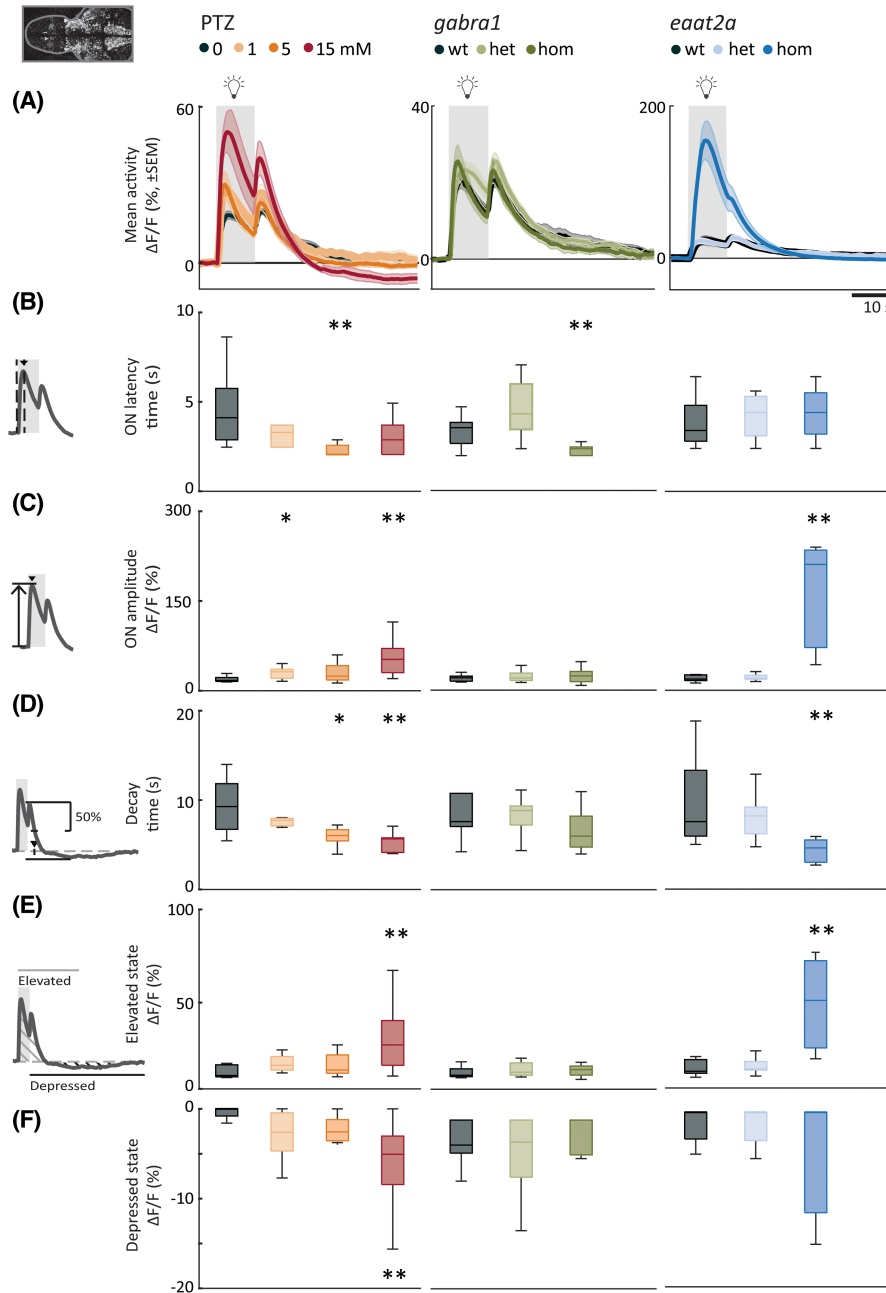 PTZ gabra1 eaat2a
0 1 5 15 mM wt het hom wt het hom
(A)
60
0
Mean activity
ΔF/F (%, ±SEM)
40
0
200
0
10 s
(B)
10
5
0
ON latency
time (s)
** **
(C)
300
150
0
ON amplitude
ΔF/F (%)
* ** **
(D)
50%
20
10
0
Decay
time (s)
* ** **
(E)
Elevated
Depressed
100
50
0
Elevated state
ΔF/F (%)
** **
(F)
0
-10
-20
Depressed state
ΔF/F (%)
**